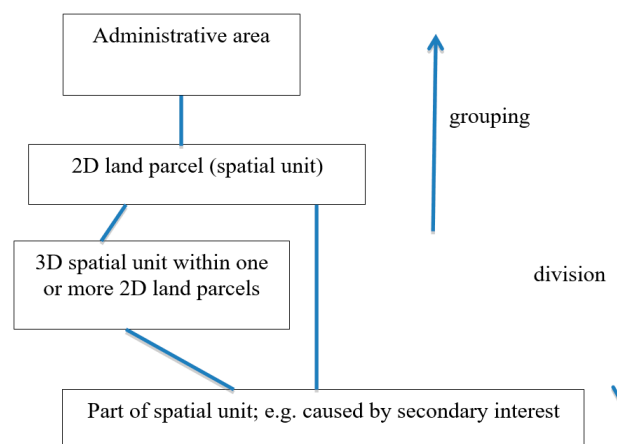 Administrative area
grouping
2D land parcel (spatial unit)
3D spatial unit within one
or more 2D land parcels
division
Part of spatial unit; e.g. caused by secondary interest